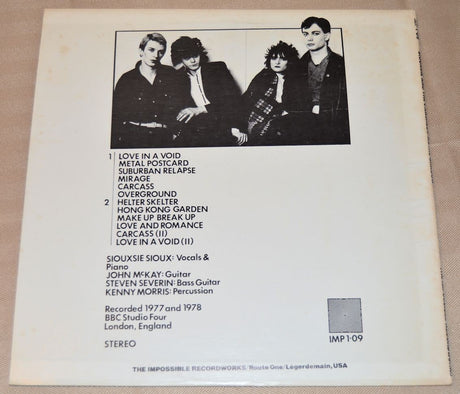 1 LOVE IN A VOID
METAL POSTCARD
SUBURBAN RELAPSE
MIRAGE
CARCASS
OVERGROUND
2 HELTER SKELTER
HONG KONG GARDEN
MAKE UP BREAK UP
LOVE AND ROMANCE
CARCASS (II)
LOVE IN A VOID (II)
SIOUXSIE SIOUX: Vocals &
Piano
JOHN McKAY: Guitar
STEVEN SEVERIN: Bass Guitar
KENNY MORRIS: Percussion
Recorded 1977 and 1978
BBC Studio Four
London, England
STEREO
IMP 1·09
THE IMPOSSIBLE RECORDWORKS/Route One/Legerdemain, USA